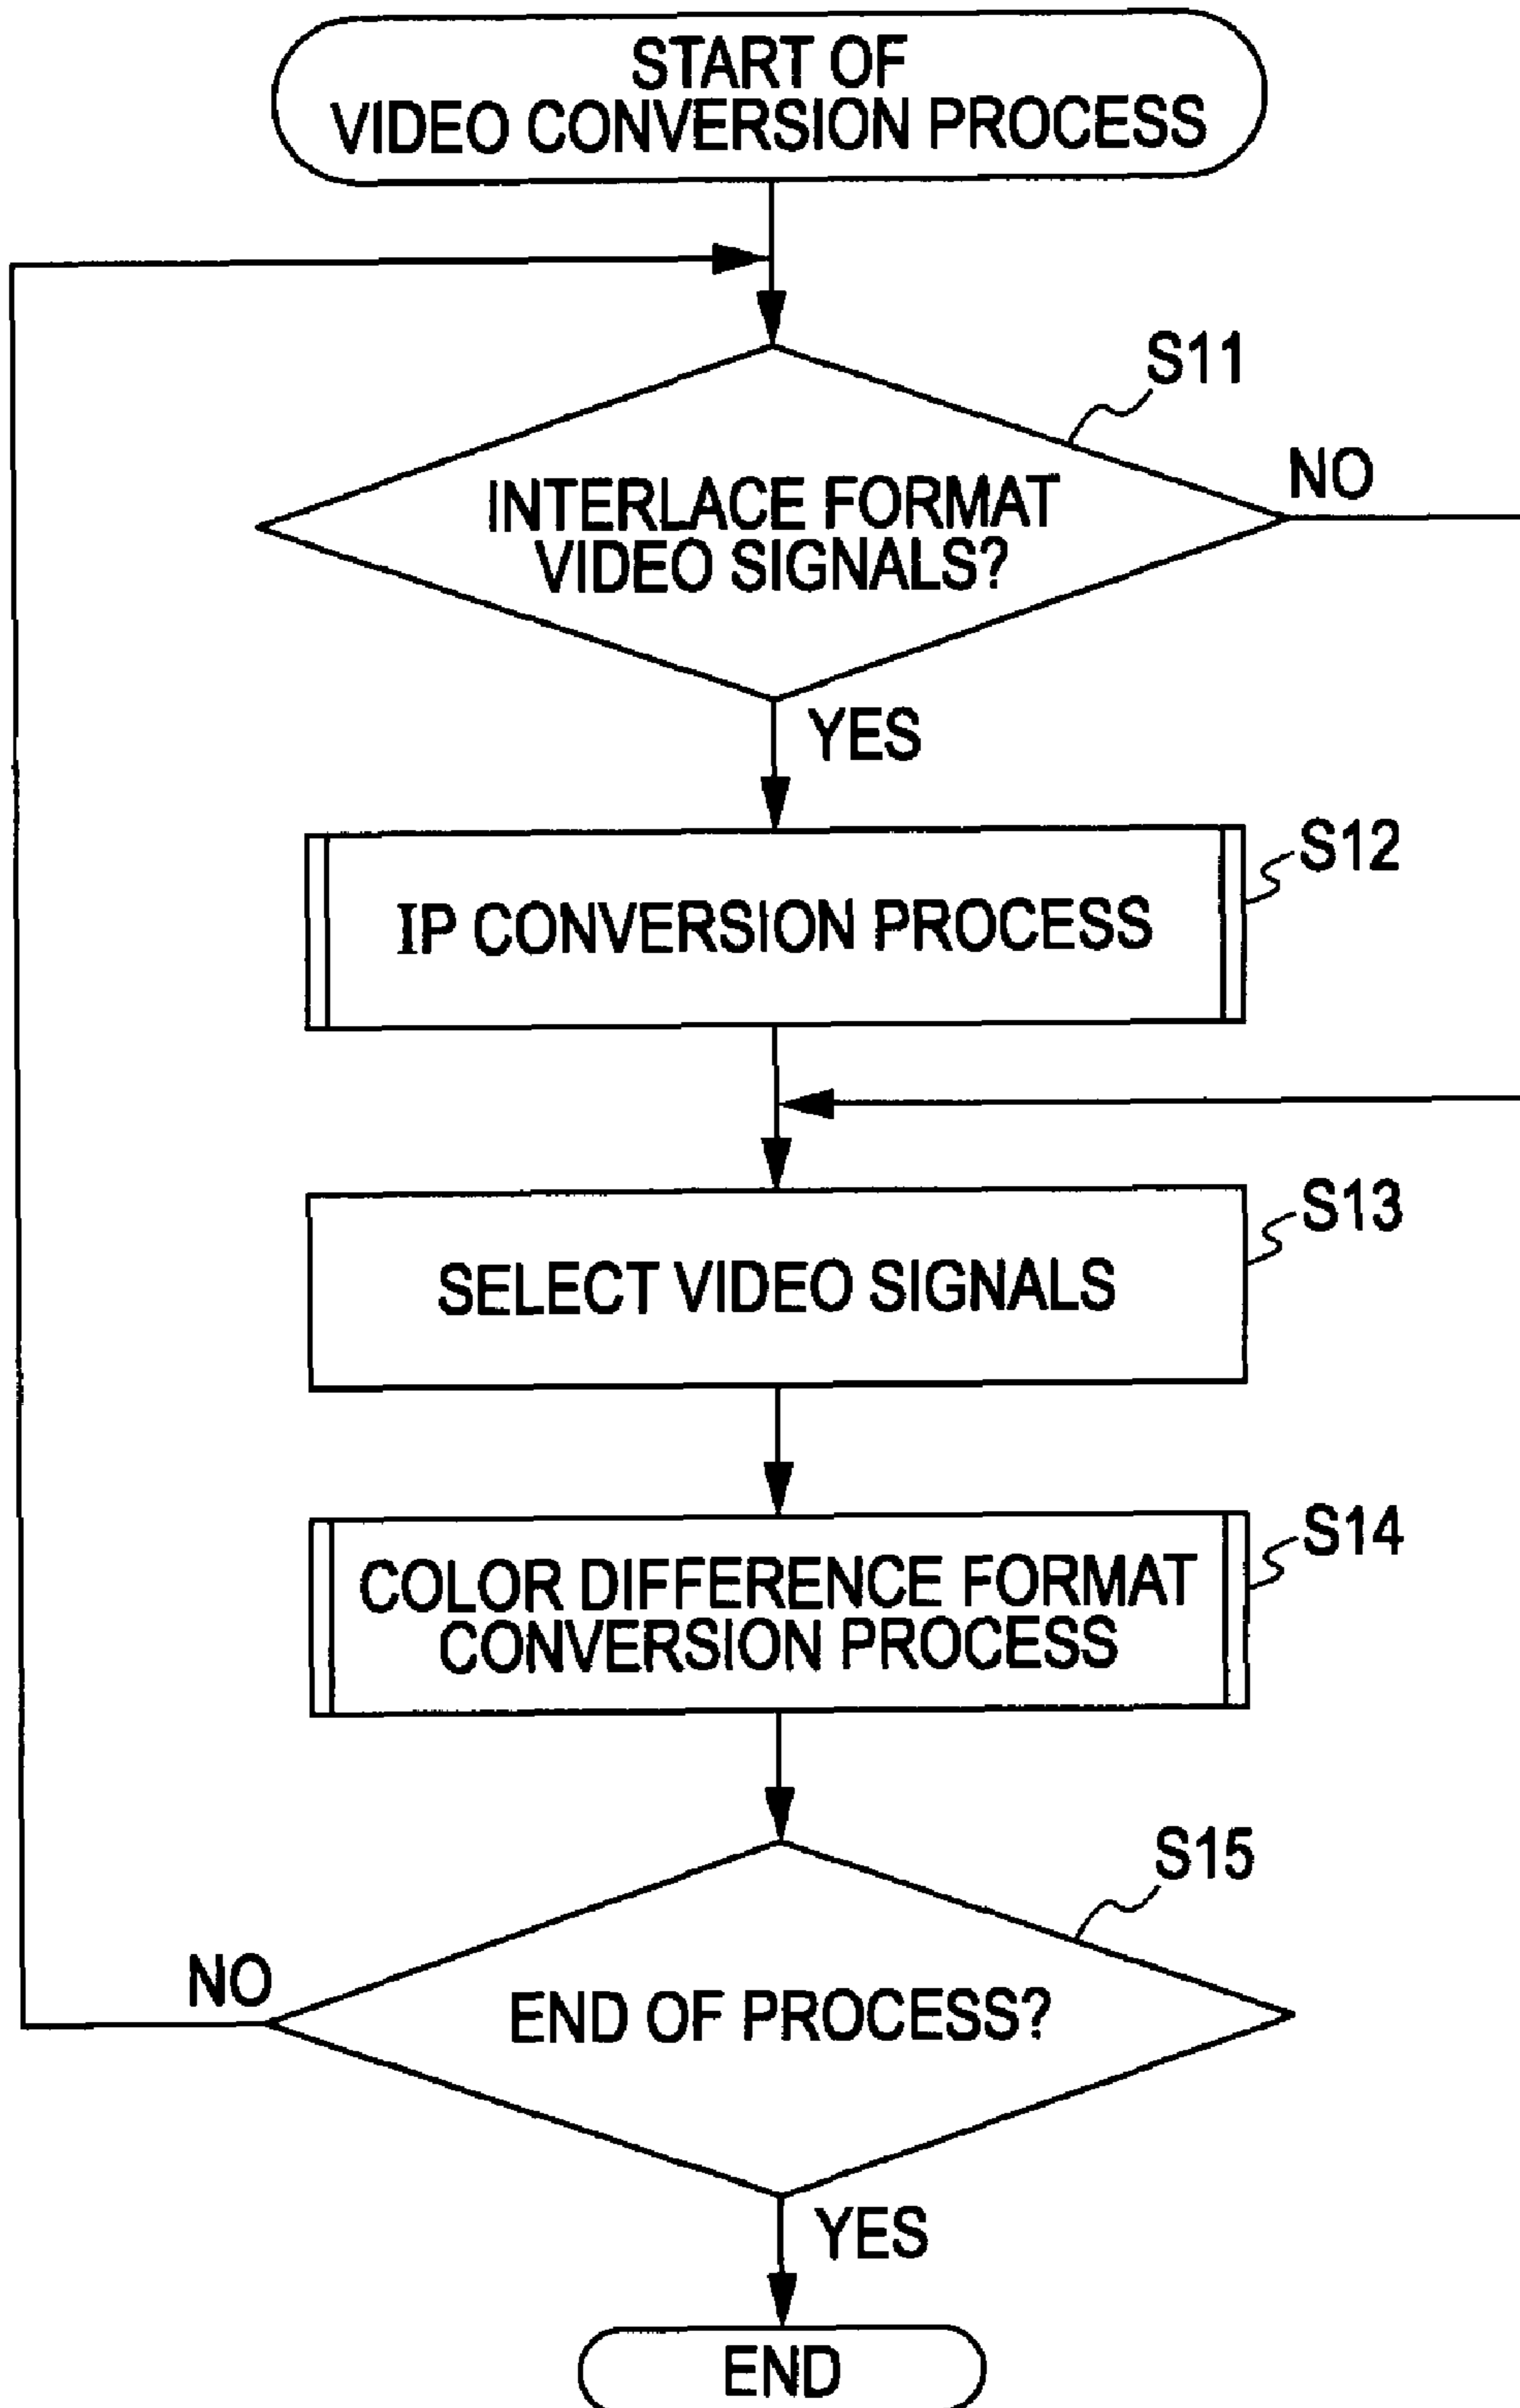 START OF
VIDEO CONVERSION PROCESS
S11
INTERLACE FORMAT
VIDEO SIGNALS?
NO
YES
S12
IP CONVERSION PROCESS
S13
SELECT VIDEO SIGNALS
S14
COLOR DIFFERENCE FORMAT
CONVERSION PROCESS
S15
NO
END OF PROCESS?
YES
END